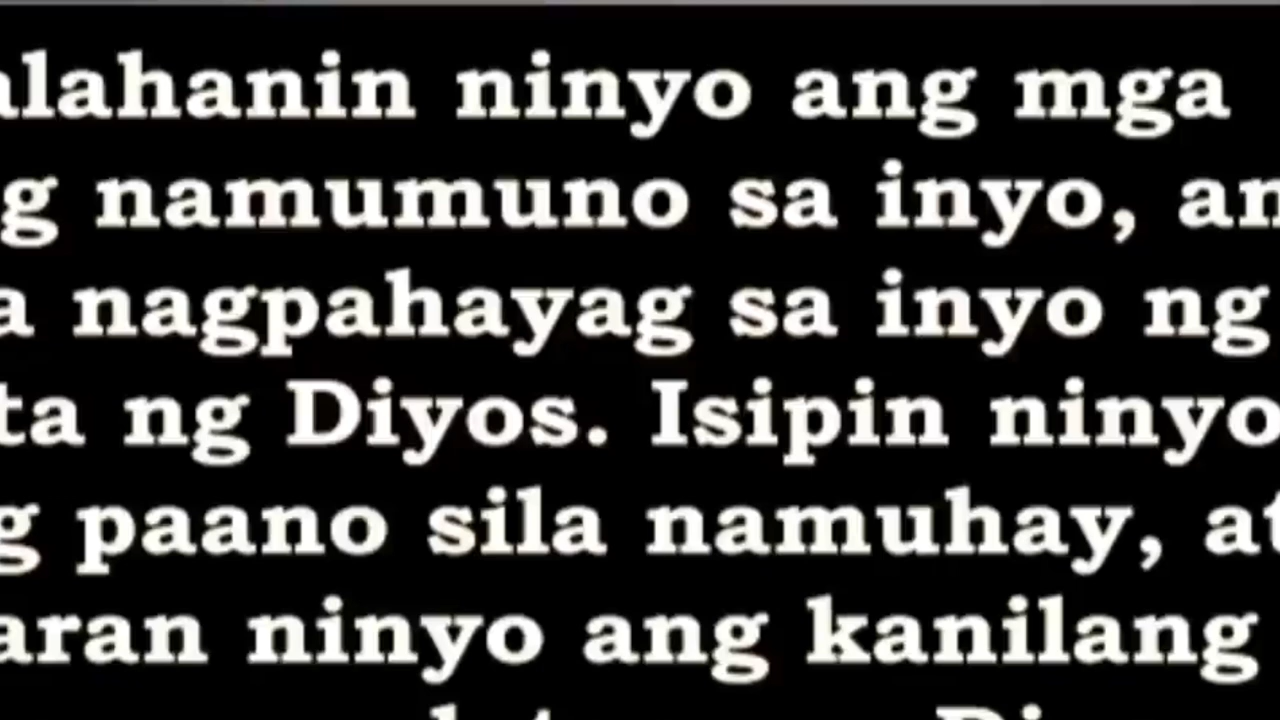 alahanin ninyo ang mga
g namumuno sa inyo, an
a nagpahayag sa inyo ng
ta ng Diyos. Isipin ninyo
g paano sila namuhay, at
aran ninyo ang kanilang